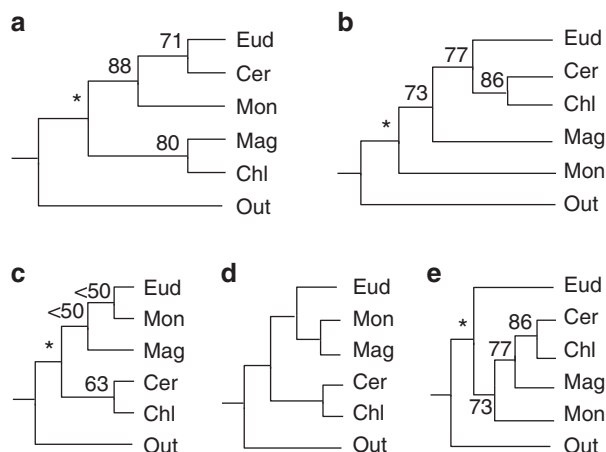 a
71
Eud
88
Cer
*
Mon
80
Mag
Chl
Out
b
77
Eud
86
Cer
73
Chl
*
Mag
Mon
Out
c
<50
Eud
<50
Mon
*
Mag
63
Cer
Chl
Out
d
Eud
Mon
Mag
Cer
Chl
Out
e
Eud
*
86
Cer
77
Chl
Mag
73
Mon
Out